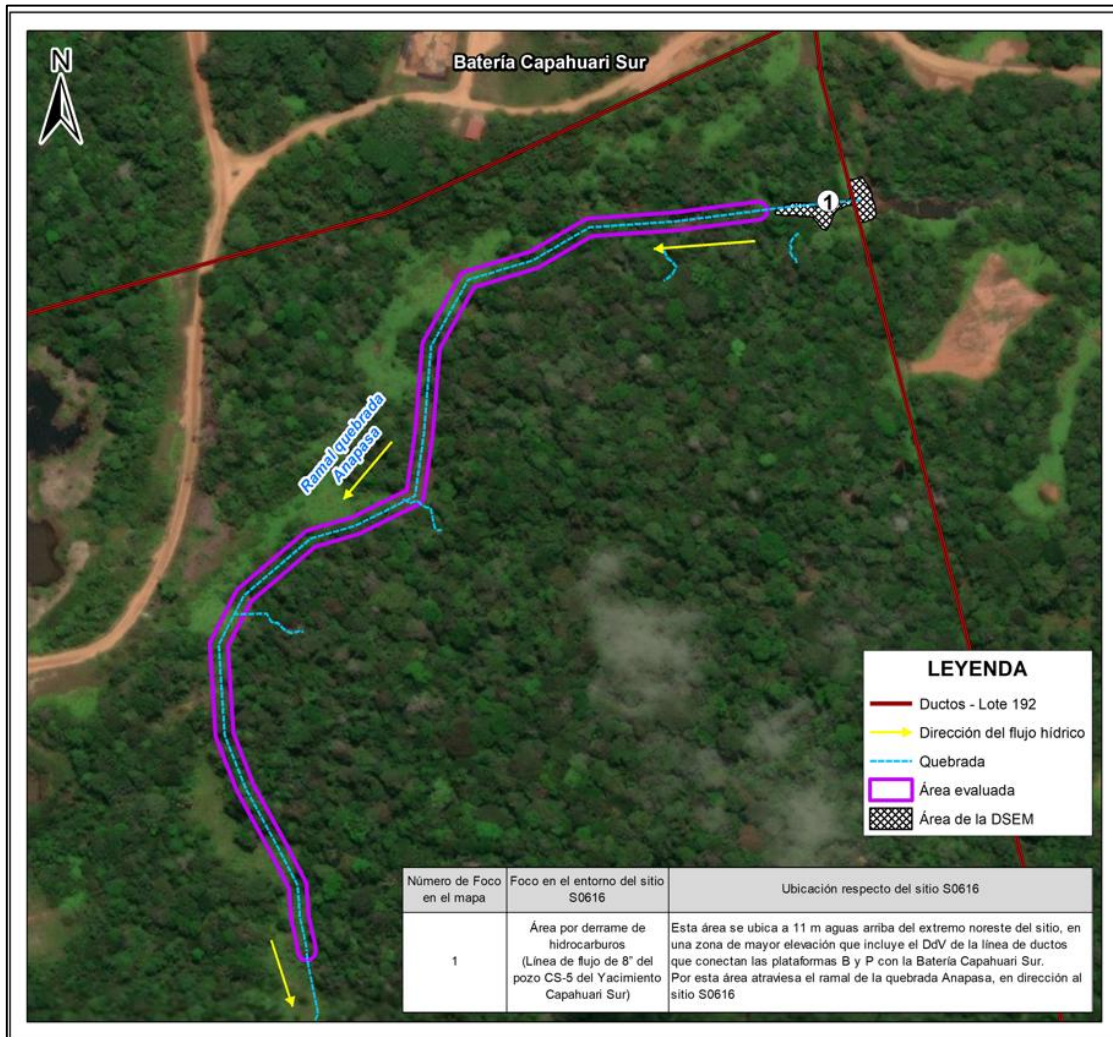 N
Batería Capahuari Sur
1
Ramal quebrada
Anapasa
LEYENDA
Ductos - Lote 192
Dirección del flujo hídrico
Quebrada
Área evaluada
Área de la DSEM
Número de Foco
en el mapa
Foco en el entorno del sitio
S0616
Ubicación respecto del sitio S0616
1
Área por derrame de
hidrocarburos
(Línea de flujo de 8" del
pozo CS-5 del Yacimiento
Capahuari Sur)
Esta área se ubica a 11 m aguas arriba del extremo noreste del sitio, en
una zona de mayor elevación que incluye el DdV de la línea de ductos
que conectan las plataformas B y P con la Batería Capahuari Sur.
Por esta área atraviesa el ramal de la quebrada Anapasa, en dirección al
sitio S0616